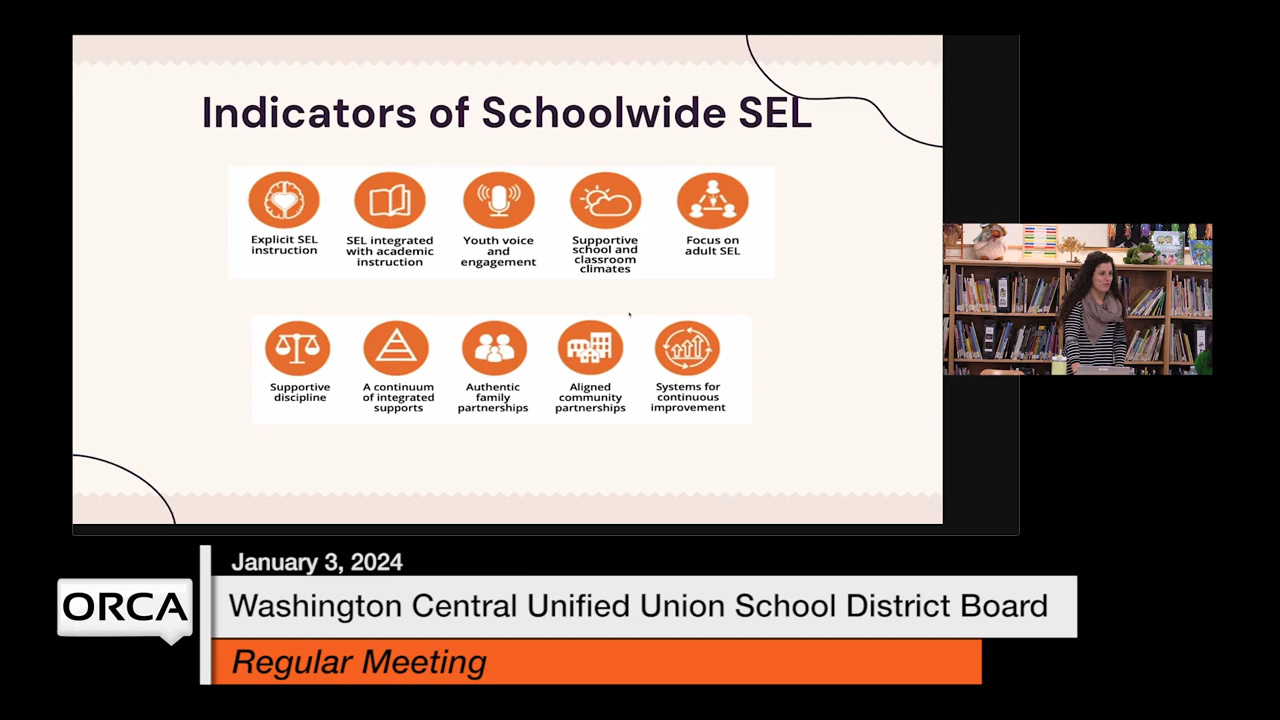 Indicators of Schoolwide SEL
Explicit SEL
instruction
SEL integrated
with academic
instruction
Youth voice
and
engagement
Supportive
school and
classroom
climates
Focus on
adult SEL
Supportive
discipline
A continuum
of integrated
supports
Authentic
family
partnerships
Aligned
community
partnerships
Systems for
continuous
improvement
January 3, 2024
ORCA
Washington Central Unified Union School District Board
Regular Meeting